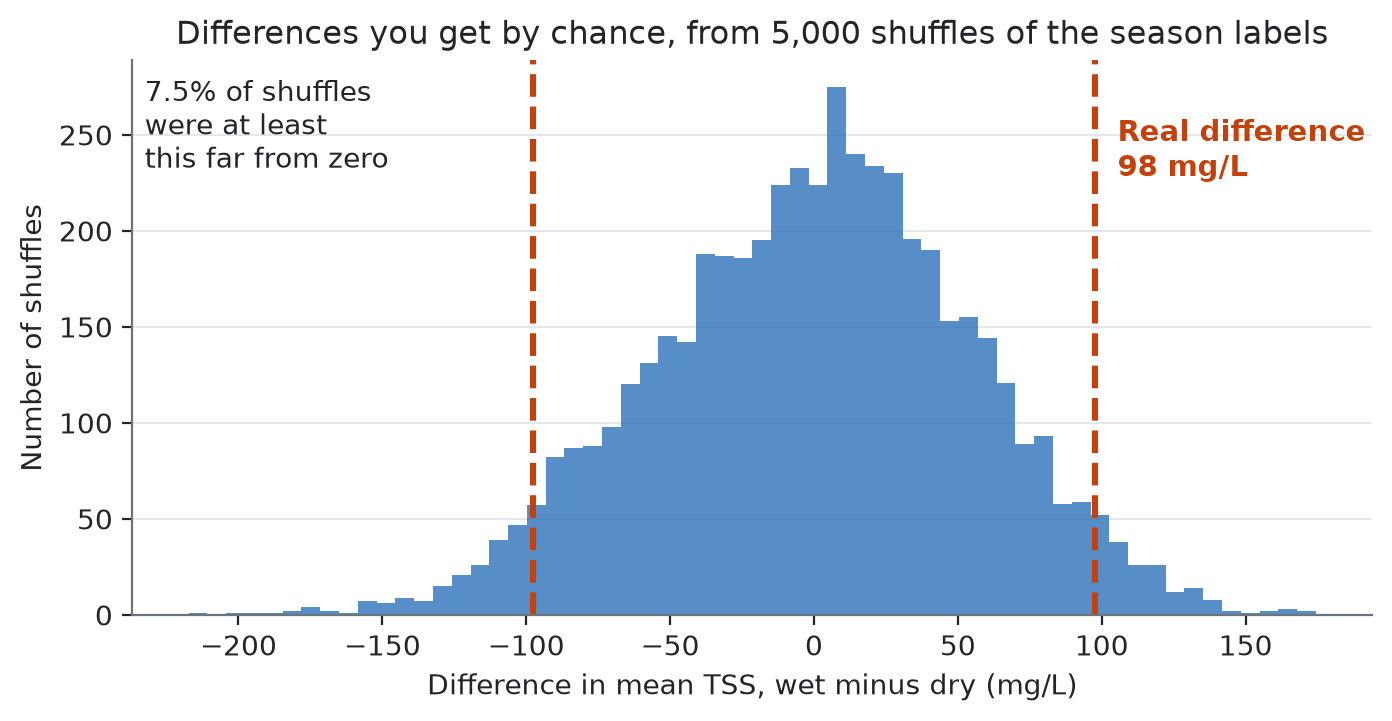 Differences you get by chance, from 5,000 shuffles of the season labels
7.5% of shuffles
were at least
this far from zero
Real difference
98 mg/L
Number of shuffles
250
200
150
100
50
0
−200
−150
−100
−50
0
50
100
150
Difference in mean TSS, wet minus dry (mg/L)